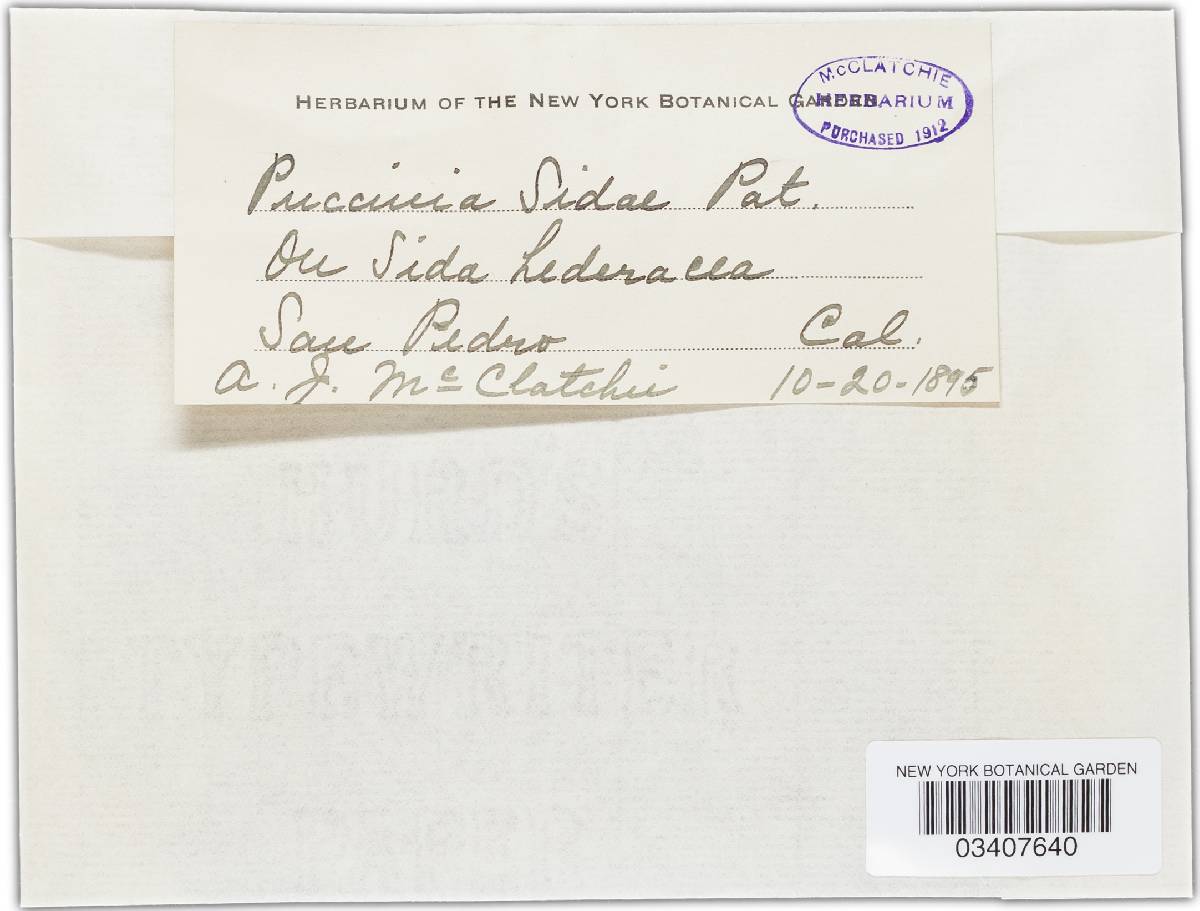 HERBARIUM OF THE NEW YORK BOTANICAL GARDEN
McCLATCHIE
HERBARIUM
PURCHASED 1912
Puccinia Sidae Pat.
On Sida hederacea
San Pedro Cal.
A. J. McClatchie 10-20-1895
NEW YORK BOTANICAL GARDEN
03407640